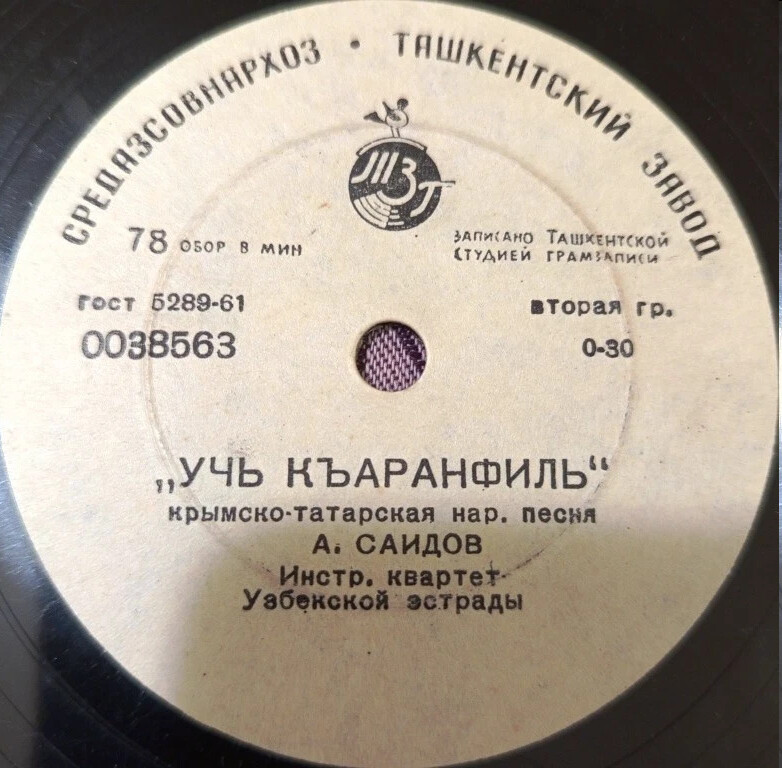 СРЕДАЗСОВНАРХОЗ • ТАШКЕНТСКИЙ ЗАВОД
ТЗГ
78 ОБОР В МИН
ЗАПИСАНО ТАШКЕНТСКОЙ
СТУДИЕЙ ГРАМЗАПИСИ
ГОСТ 5289-61
вторая гр.
0038563
0-30
„УЧЬ КЪАРАНФИЛЬ“
крымско-татарская нар. песня
А. САИДОВ
Инстр. квартет
Узбекской эстрады